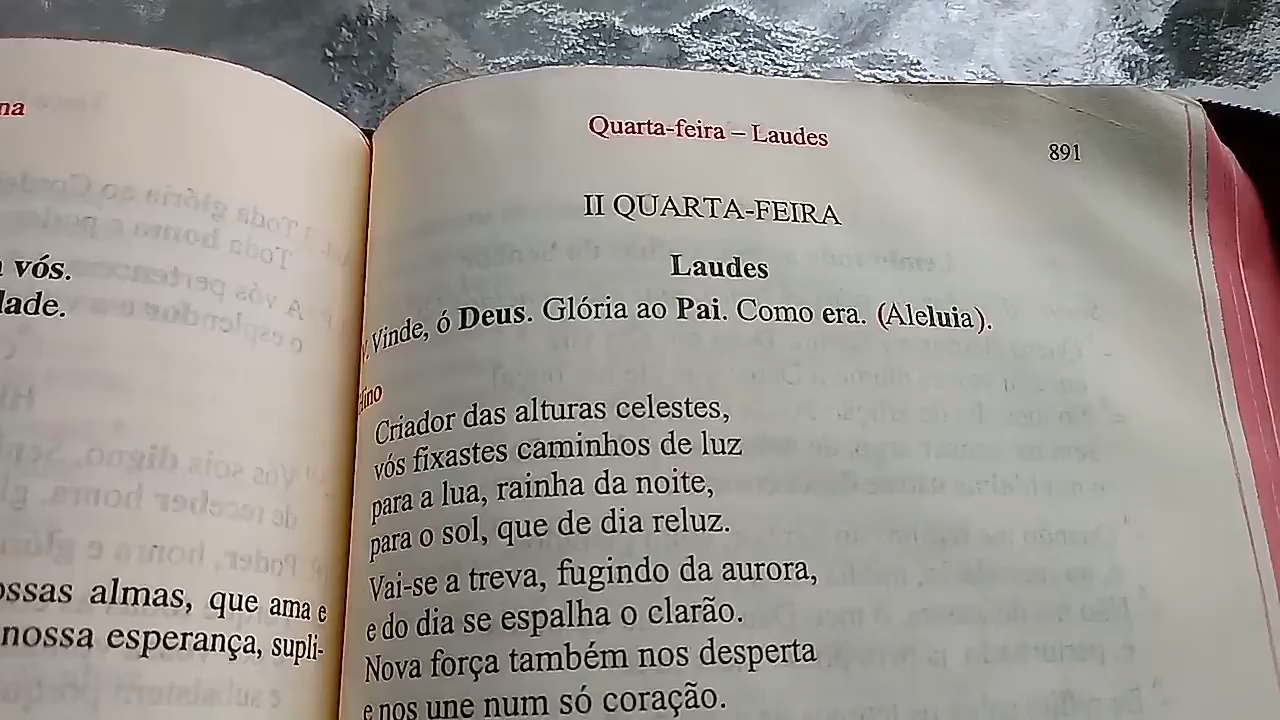 na
vós.
dade.
ossas almas, que ama e
nossa esperança, supli-
Quarta-feira – Laudes
891
II QUARTA-FEIRA
Laudes
Vinde, ó Deus. Glória ao Pai. Como era. (Aleluia).
Hino
Criador das alturas celestes,
vós fixastes caminhos de luz
para a lua, rainha da noite,
para o sol, que de dia reluz.
Vai-se a treva, fugindo da aurora,
e do dia se espalha o clarão.
Nova força também nos desperta
e nos une num só coração.